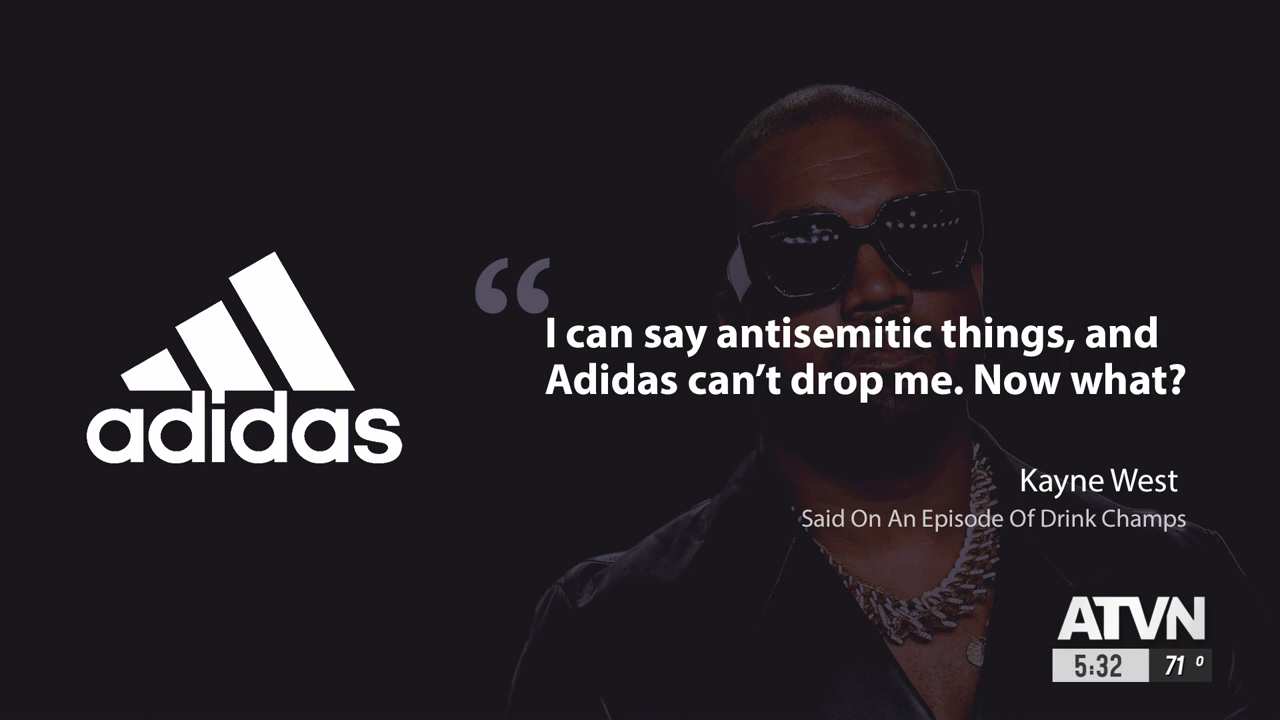 adidas
“
I can say antisemitic things, and
Adidas can’t drop me. Now what?
Kayne West
Said On An Episode Of Drink Champs
ATVN
5:32 71 º